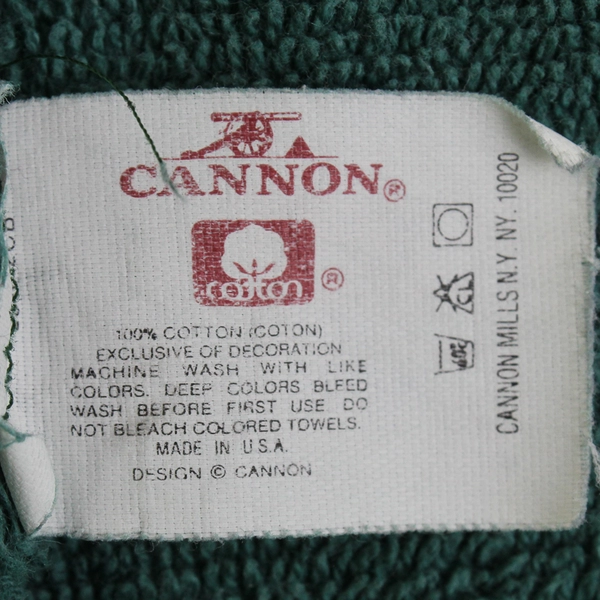 CANNON®
cotton®
100% COTTON (COTON)
EXCLUSIVE OF DECORATION
MACHINE WASH WITH LIKE
COLORS. DEEP COLORS BLEED
WASH BEFORE FIRST USE DO
NOT BLEACH COLORED TOWELS.
MADE IN U.S.A.
DESIGN © CANNON
CL
CANNON MILLS N.Y. NY. 10020